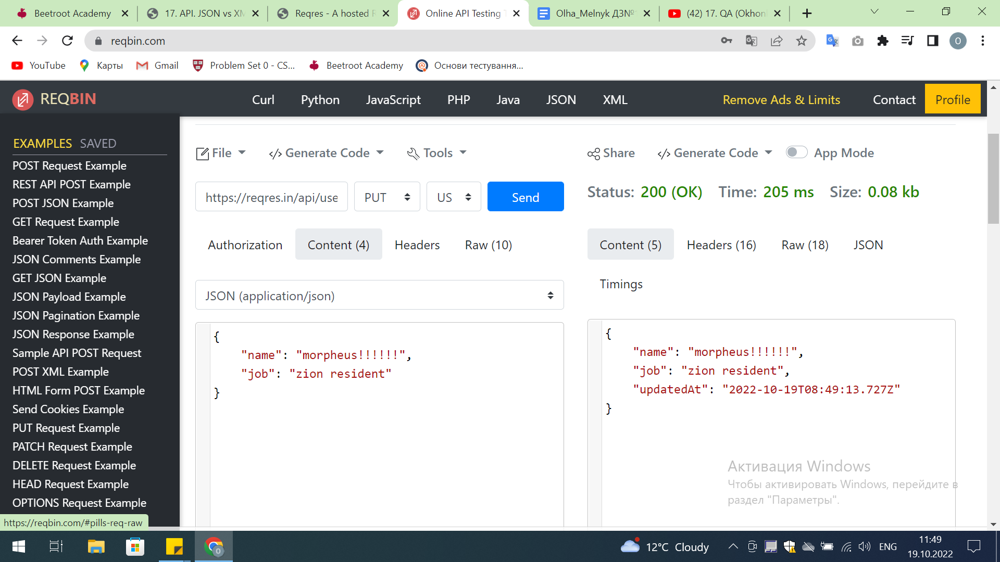 Beetroot Academy
17. API. JSON vs XM
Reqres - A hosted R
Online API Testing T
Olha_Melnyk ДЗ№
(42) 17. QA (Okhon
reqbin.com
O
YouTube
Карты
Gmail
Problem Set 0 - CS...
Beetroot Academy
Основи тестування...
REQBIN
Curl
Python
JavaScript
PHP
Java
JSON
XML
Remove Ads & Limits
Contact
Profile
EXAMPLES SAVED
POST Request Example
REST API POST Example
POST JSON Example
GET Request Example
Bearer Token Auth Example
JSON Comments Example
GET JSON Example
JSON Payload Example
JSON Pagination Example
JSON Response Example
Sample API POST Request
POST XML Example
HTML Form POST Example
Send Cookies Example
PUT Request Example
PATCH Request Example
DELETE Request Example
HEAD Request Example
OPTIONS Request Example
https://reqbin.com/#pills-req-raw
File
Generate Code
Tools
https://reqres.in/api/use
PUT
US
Send
Authorization
Content (4)
Headers
Raw (10)
JSON (application/json)
{
"name": "morpheus!!!!!!",
"job": "zion resident"
}
Share
Generate Code
App Mode
Status: 200 (OK) Time: 205 ms Size: 0.08 kb
Content (5)
Headers (16)
Raw (18)
JSON
Timings
{
"name": "morpheus!!!!!!",
"job": "zion resident",
"updatedAt": "2022-10-19T08:49:13.727Z"
}
Активация Windows
Чтобы активировать Windows, перейдите в
раздел "Параметры".
12°C Cloudy
ENG
11:49
19.10.2022